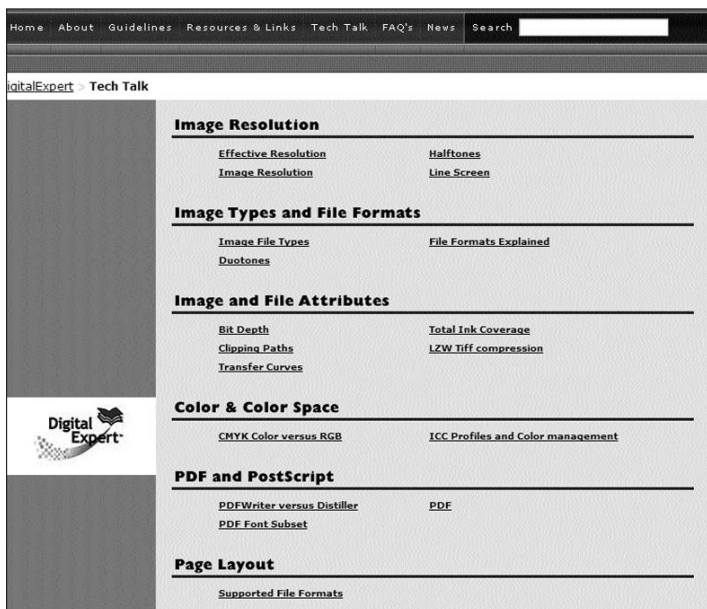 Home About Guidelines Resources & Links Tech Talk FAQ's News Search
igitalExpert > Tech Talk
Image Resolution
Effective Resolution Halftones
Image Resolution Line Screen
Image Types and File Formats
Image File Types File Formats Explained
Duotones
Image and File Attributes
Bit Depth Total Ink Coverage
Clipping Paths LZW Tiff compression
Transfer Curves
Digital
Expert
Color & Color Space
CMYK Color versus RGB ICC Profiles and Color management
PDF and PostScript
PDFWriter versus Distiller PDF
PDF Font Subset
Page Layout
Supported File Formats